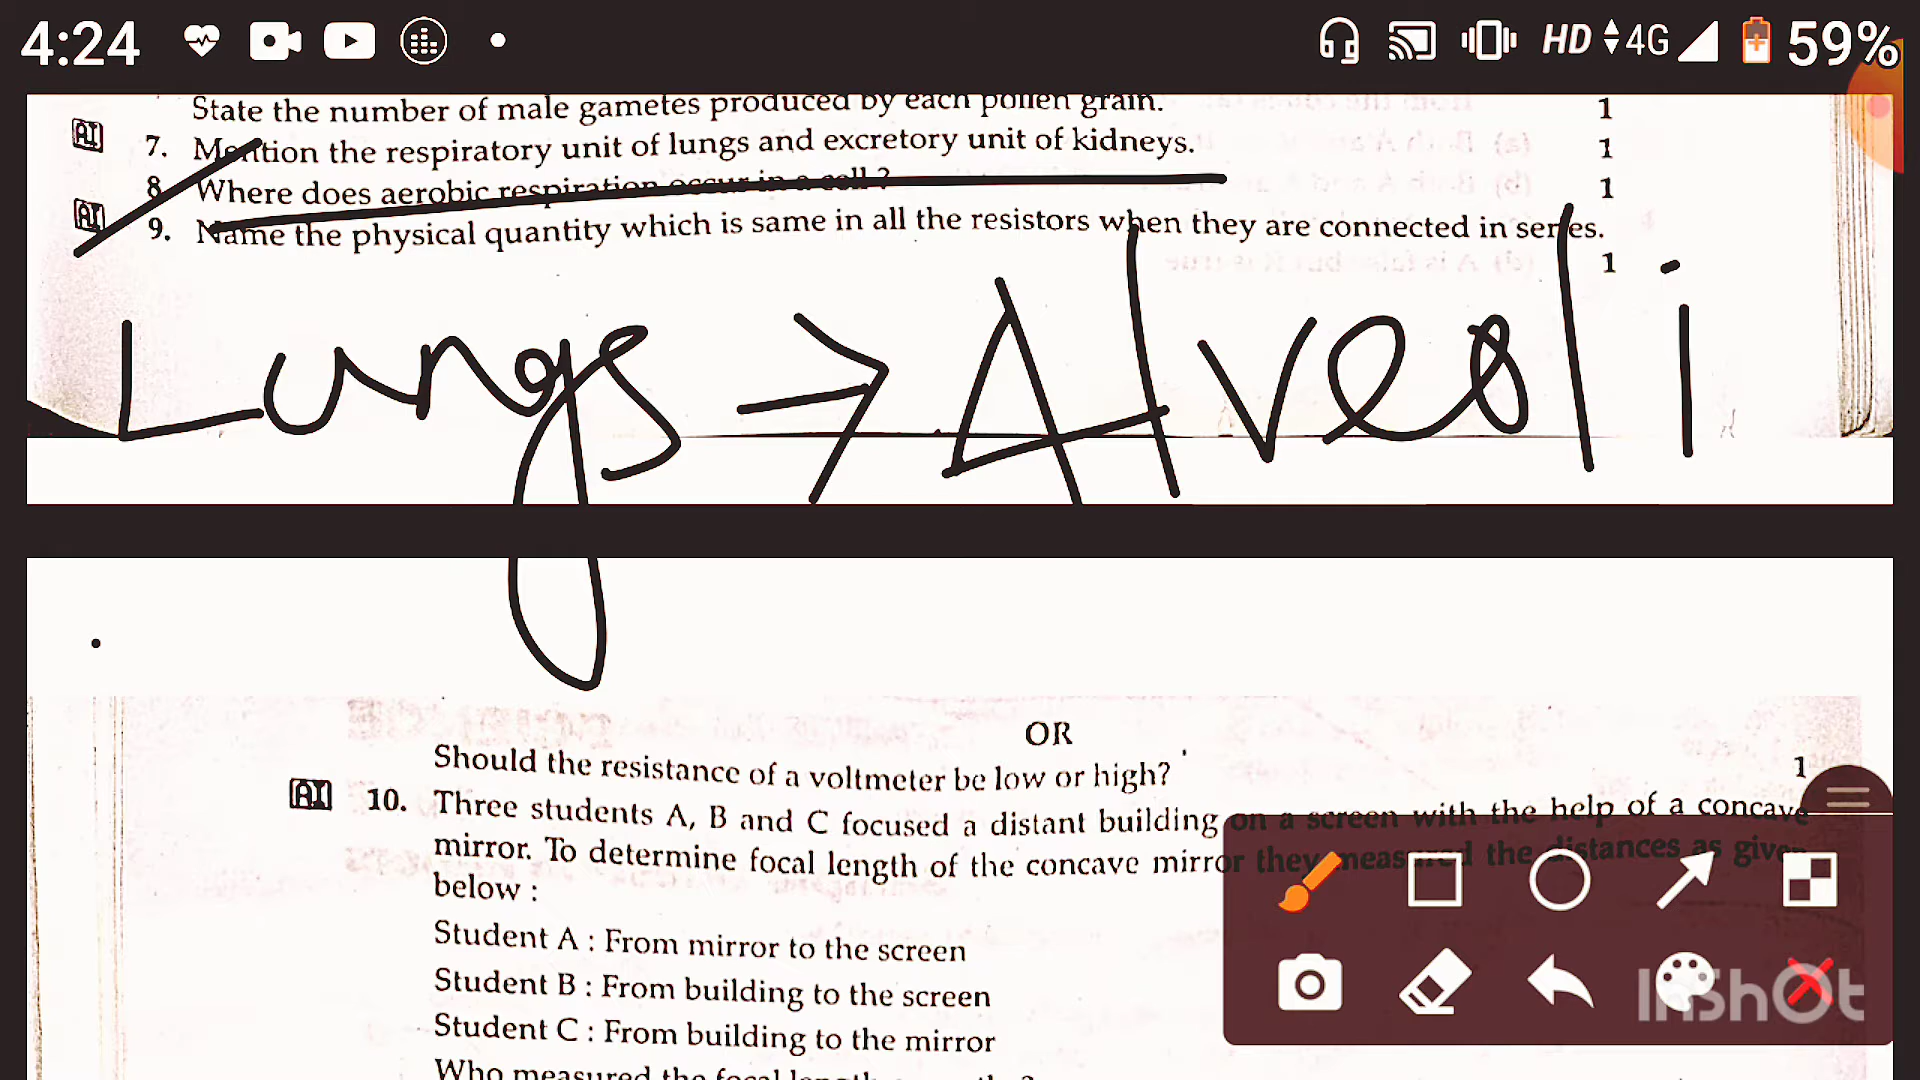 4:24 HD 4G 59%
State the number of male gametes produced by each pollen grain. 1
AI 7. Mention the respiratory unit of lungs and excretory unit of kidneys. 1
8. Where does aerobic respiration occur in a cell ? 1
AI 9. Name the physical quantity which is same in all the resistors when they are connected in series.
1
Lungs → Alveoli
OR
Should the resistance of a voltmeter be low or high? 1
AI 10. Three students A, B and C focused a distant building on a screen with the help of a concave
mirror. To determine focal length of the concave mirror they measured the distances as given
below :
Student A : From mirror to the screen
Student B : From building to the screen
Student C : From building to the mirror
Who measured the focal length
InShOt